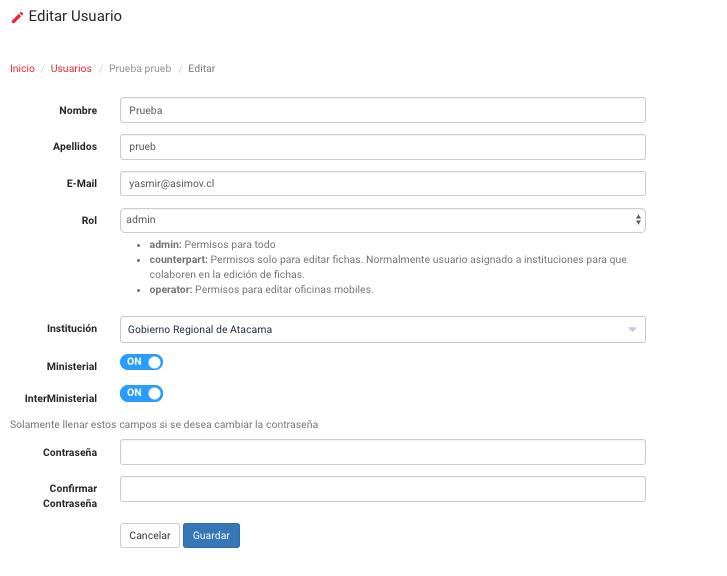 Editar Usuario
Inicio / Usuarios / Prueba prueb / Editar
Nombre Prueba
Apellidos prueb
E-Mail yasmir@asimov.cl
Rol admin
• admin: Permisos para todo
• counterpart: Permisos solo para editar fichas. Normalmente usuario asignado a instituciones para que
colaboren en la edición de fichas.
• operator: Permisos para editar oficinas mobiles.
Institución Gobierno Regional de Atacama
Ministerial ON
InterMinisterial ON
Solamente llenar estos campos si se desea cambiar la contraseña
Contraseña
Confirmar
Contraseña
Cancelar Guardar